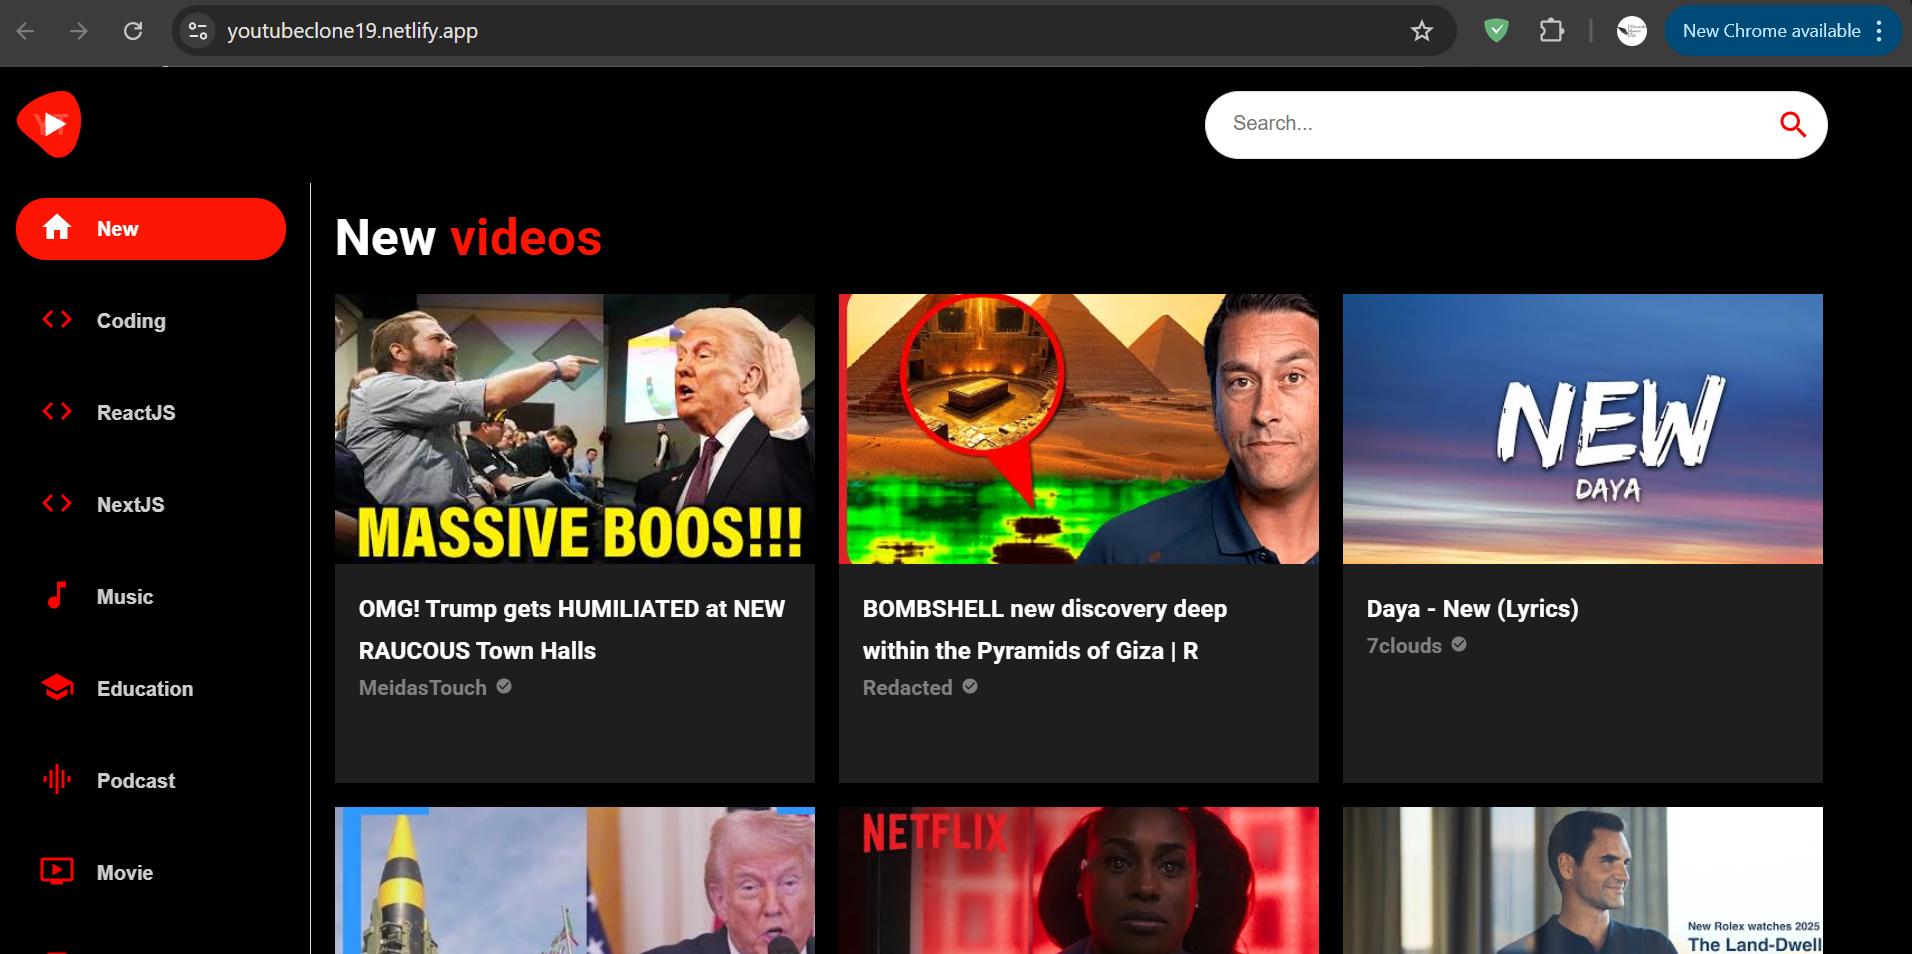 youtubeclone19.netlify.app
New Chrome available
YT
Search...
New
Coding
ReactJS
NextJS
Music
Education
Podcast
Movie
New videos
MASSIVE BOOS!!!
OMG! Trump gets HUMILIATED at NEW
RAUCOUS Town Halls
MeidasTouch
BOMBSHELL new discovery deep
within the Pyramids of Giza | R
Redacted
NEW
DAYA
Daya - New (Lyrics)
7clouds
NETFLIX
New Rolex watches 2025
The Land-Dwell